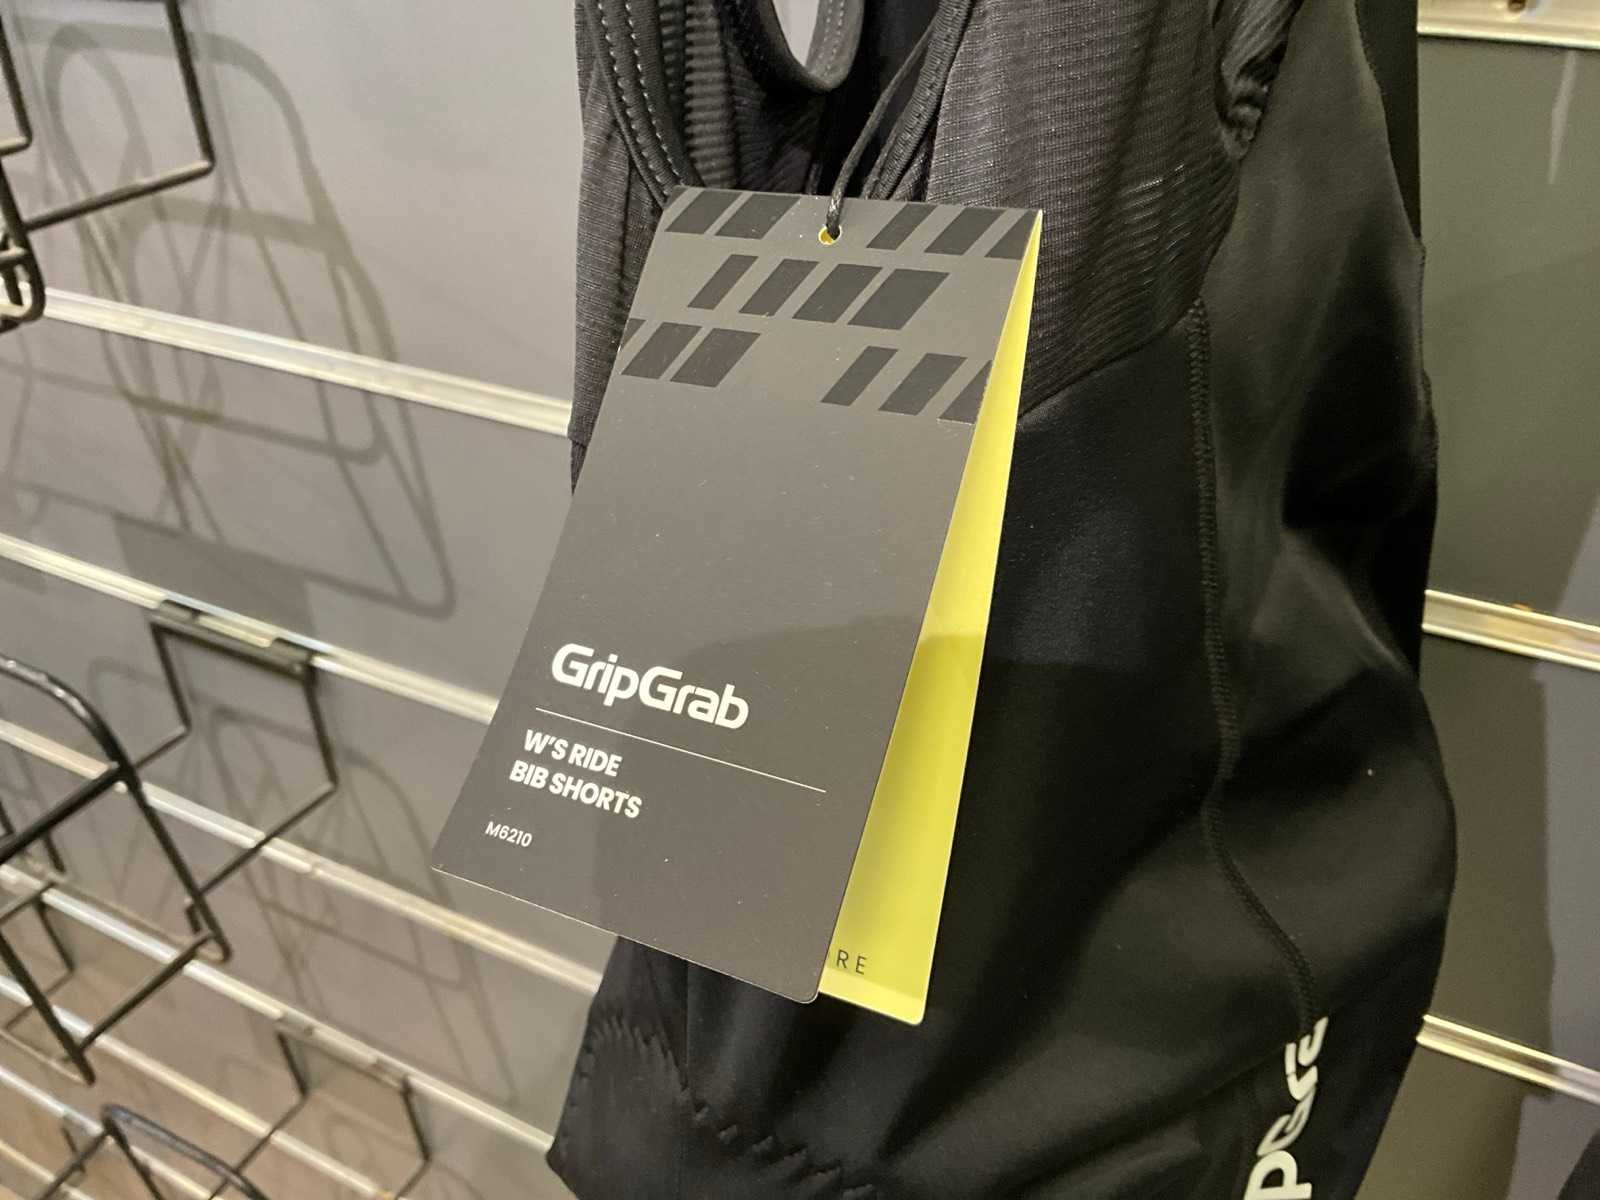 GripGrab
W'S RIDE
BIB SHORTS
M6210